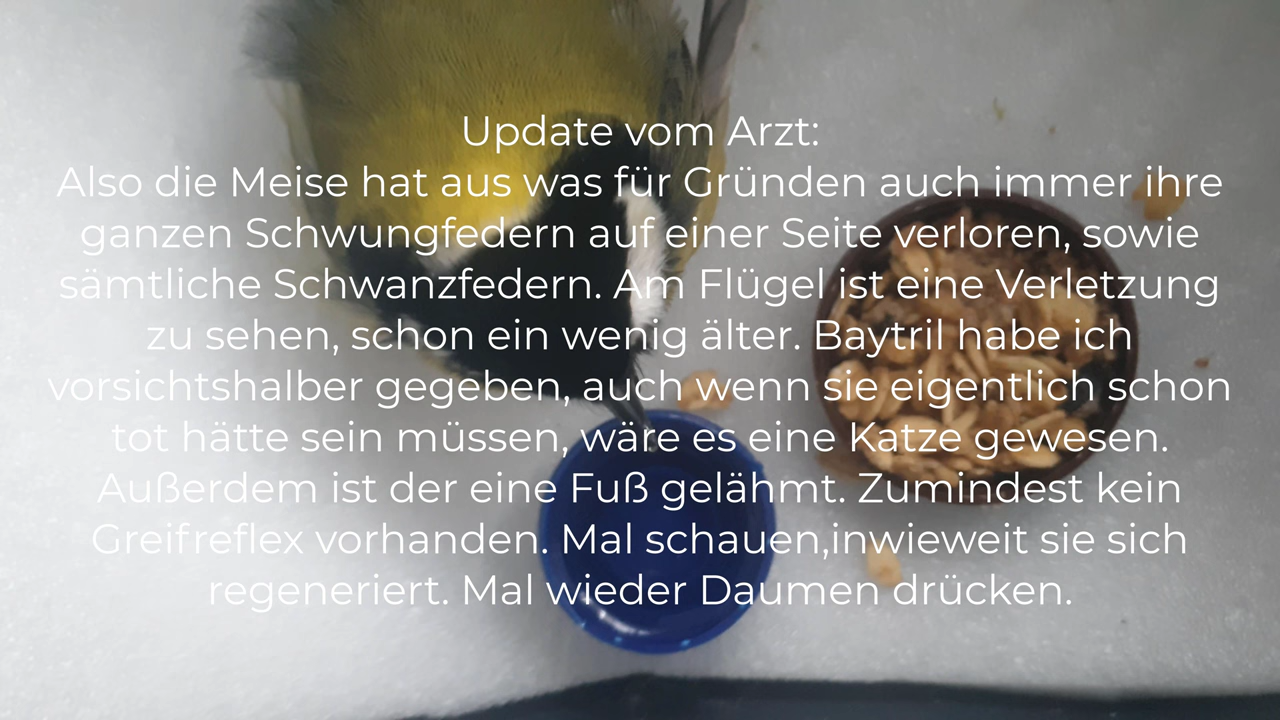 Update vom Arzt:
Also die Meise hat aus was für Gründen auch immer ihre
ganzen Schwungfedern auf einer Seite verloren, sowie
sämtliche Schwanzfedern. Am Flügel ist eine Verletzung
zu sehen, schon ein wenig älter. Baytril habe ich
vorsichtshalber gegeben, auch wenn sie eigentlich schon
tot hätte sein müssen, wäre es eine Katze gewesen.
Außerdem ist der eine Fuß gelähmt. Zumindest kein
Greifreflex vorhanden. Mal schauen,inwieweit sie sich
regeneriert. Mal wieder Daumen drücken.